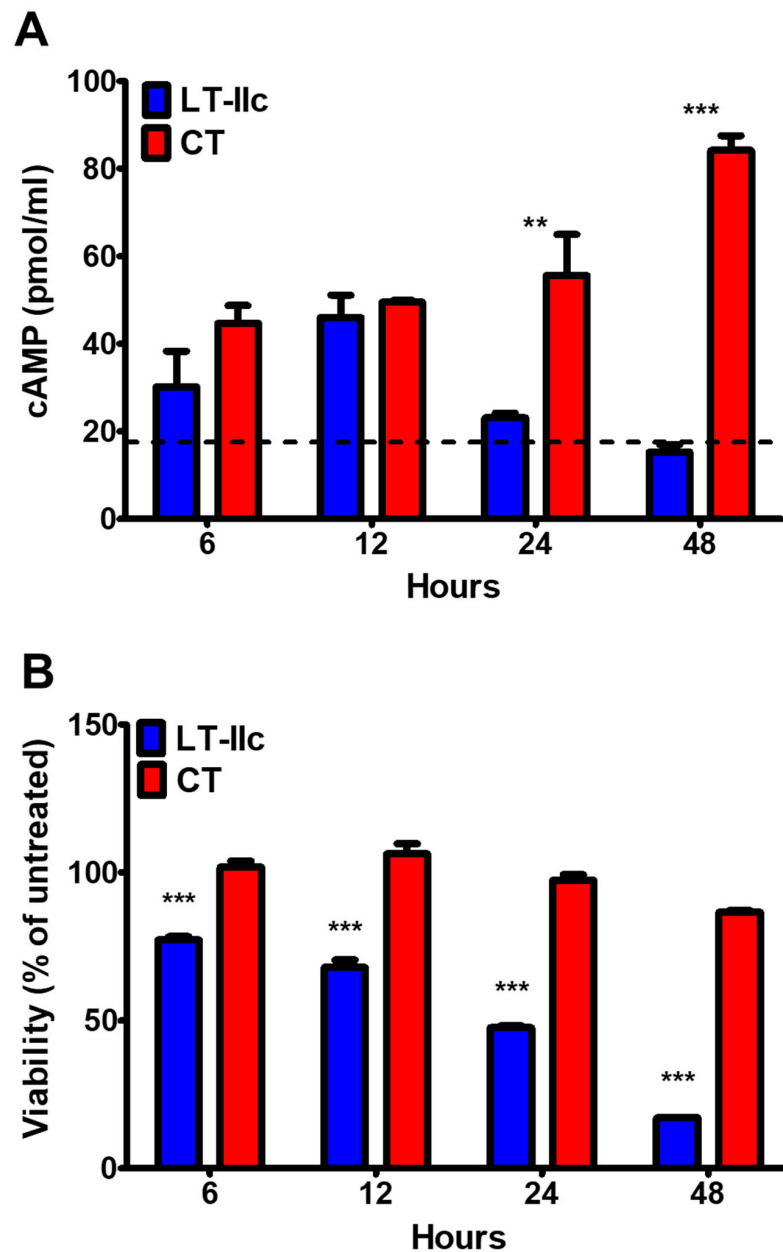 A
LT-IIc
CT
cAMP (pmol/ml)
100
80
60
40
20
0
**
***
6 12 24 48
Hours
B
LT-IIc
CT
Viability (% of untreated)
150
100
50
0
***
***
***
***
6 12 24 48
Hours